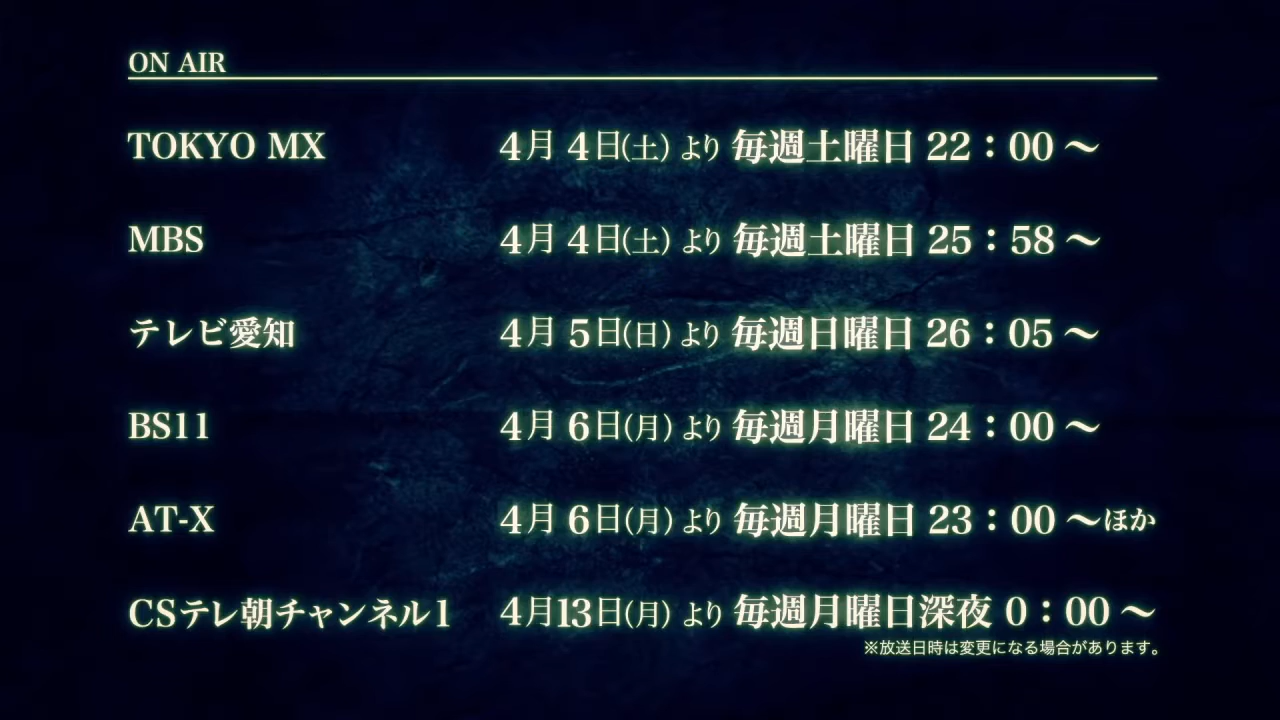 ON AIR
TOKYO MX 4月 4日(土) より 毎週土曜日 22：00 〜
MBS 4月 4日(土) より 毎週土曜日 25：58 〜
テレビ愛知 4月 5日(日) より 毎週日曜日 26：05 〜
BS11 4月 6日(月) より 毎週月曜日 24：00 〜
AT-X 4月 6日(月) より 毎週月曜日 23：00 〜ほか
CSテレ朝チャンネル1 4月13日(月) より 毎週月曜日深夜 0：00 〜
※放送日時は変更になる場合があります。